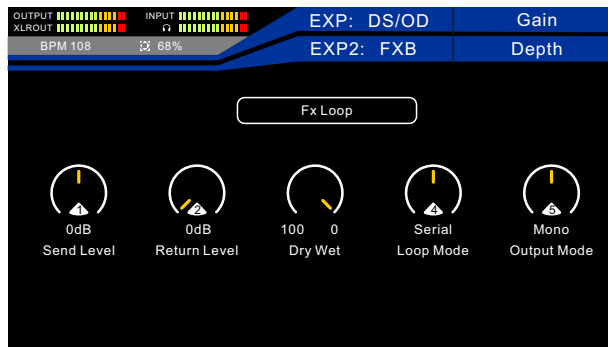 OUTPUT INPUT EXP: DS/OD Gain
XLROUT
BPM 108 68% EXP2: FXB Depth
Fx Loop
1 2 4 5
0dB 0dB 100 0 Serial Mono
Send Level Return Level Dry Wet Loop Mode Output Mode